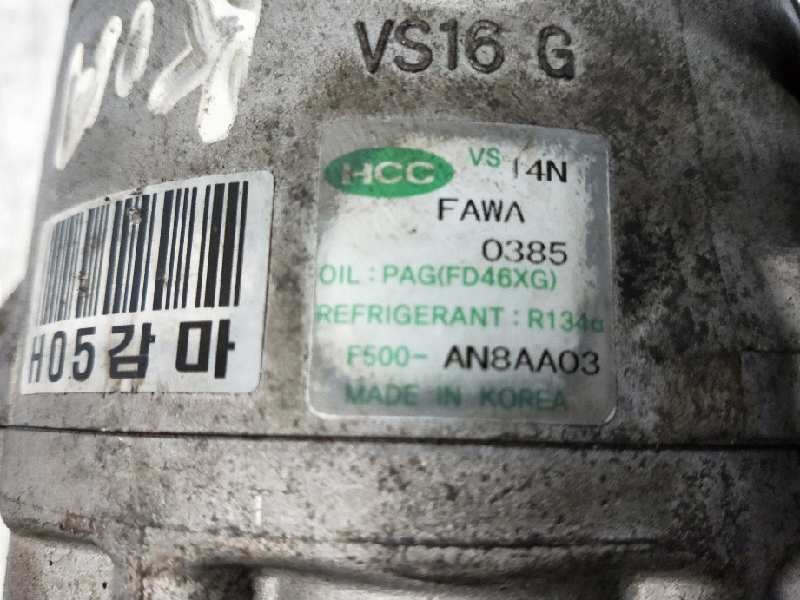 VS16 G
HCC VS 14N
FAWA
0385
OIL : PAG(FD46XG)
REFRIGERANT : R134a
F500- AN8AA03
MADE IN KOREA
H05감마